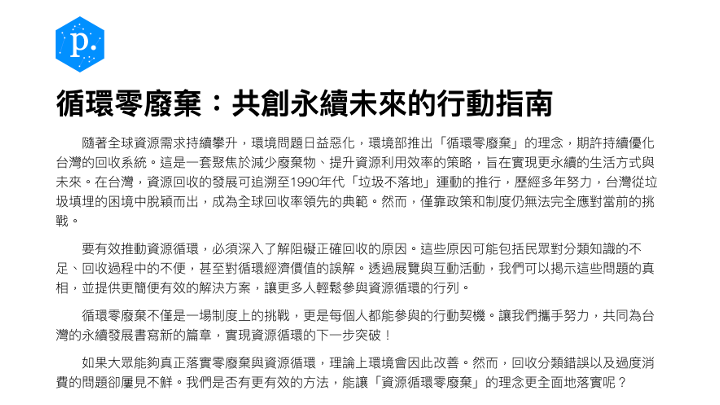 p.
循環零廢棄：共創永續未來的行動指南
隨著全球資源需求持續攀升，環境問題日益惡化，環境部推出「循環零廢棄」的理念，期許持續優化
台灣的回收系統。這是一套聚焦於減少廢棄物、提升資源利用效率的策略，旨在實現更永續的生活方式與
未來。在台灣，資源回收的發展可追溯至1990年代「垃圾不落地」運動的推行，歷經多年努力，台灣從垃
圾填埋的困境中脫穎而出，成為全球回收率領先的典範。然而，僅靠政策和制度仍無法完全應對當前的挑
戰。
要有效推動資源循環，必須深入了解阻礙正確回收的原因。這些原因可能包括民眾對分類知識的不
足、回收過程中的不便，甚至對循環經濟價值的誤解。透過展覽與互動活動，我們可以揭示這些問題的真
相，並提供更簡便有效的解決方案，讓更多人輕鬆參與資源循環的行列。
循環零廢棄不僅是一場制度上的挑戰，更是每個人都能參與的行動契機。讓我們攜手努力，共同為台
灣的永續發展書寫新的篇章，實現資源循環的下一步突破！
如果大眾能夠真正落實零廢棄與資源循環，理論上環境會因此改善。然而，回收分類錯誤以及過度消
費的問題卻屢見不鮮。我們是否有更有效的方法，能讓「資源循環零廢棄」的理念更全面地落實呢？